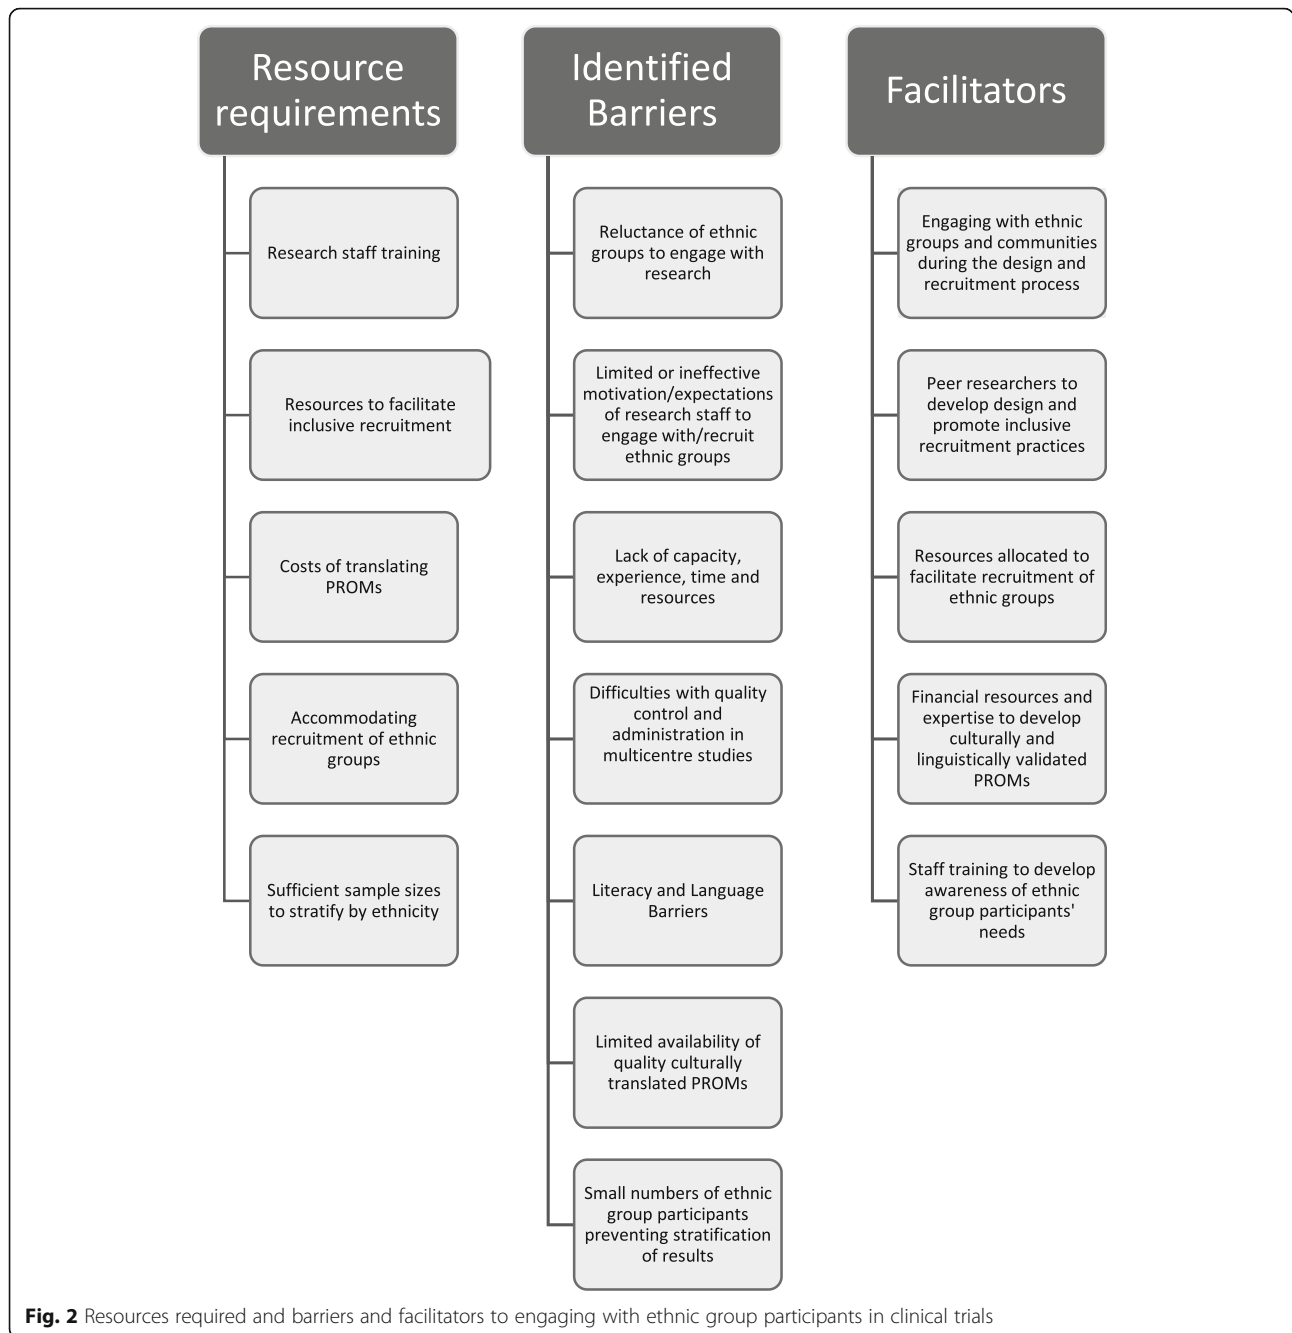 Resource
requirements
Research staff training
Resources to facilitate
inclusive recruitment
Costs of translating
PROMs
Accommodating
recruitment of ethnic
groups
Sufficient sample sizes
to stratify by ethnicity
Identified
Barriers
Reluctance of ethnic
groups to engage with
research
Limited or ineffective
motivation/expectations
of research staff to
engage with/recruit
ethnic groups
Lack of capacity,
experience, time and
resources
Difficulties with quality
control and
administration in
multicentre studies
Literacy and Language
Barriers
Limited availability of
quality culturally
translated PROMs
Small numbers of ethnic
group participants
preventing stratification
of results
Facilitators
Engaging with ethnic
groups and communities
during the design and
recruitment process
Peer researchers to
develop design and
promote inclusive
recruitment practices
Resources allocated to
facilitate recruitment of
ethnic groups
Financial resources and
expertise to develop
culturally and
linguistically validated
PROMs
Staff training to develop
awareness of ethnic
group participants'
needs
Fig. 2 Resources required and barriers and facilitators to engaging with ethnic group participants in clinical trials